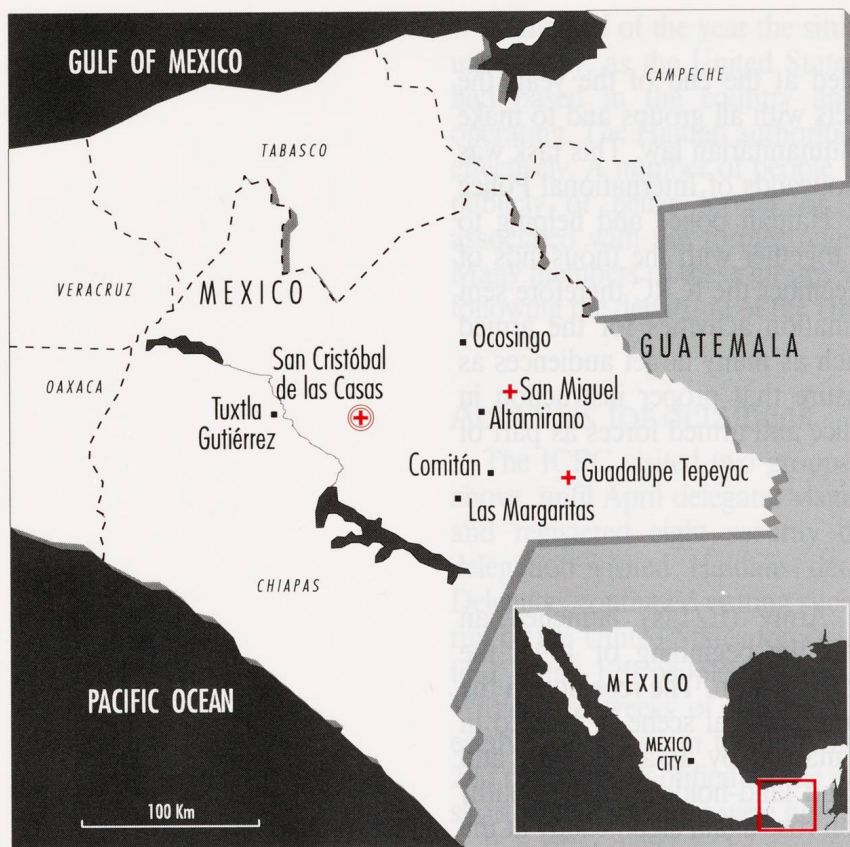 GULF OF MEXICO
CAMPECHE
TABASCO
VERACRUZ
MEXICO
OAXACA
San Cristóbal
de las Casas
Tuxtla
Gutiérrez
Ocosingo
GUATEMALA
San Miguel
Altamirano
Comitán
Guadalupe Tepeyac
Las Margaritas
CHIAPAS
PACIFIC OCEAN
100 Km
MEXICO
MEXICO
CITY